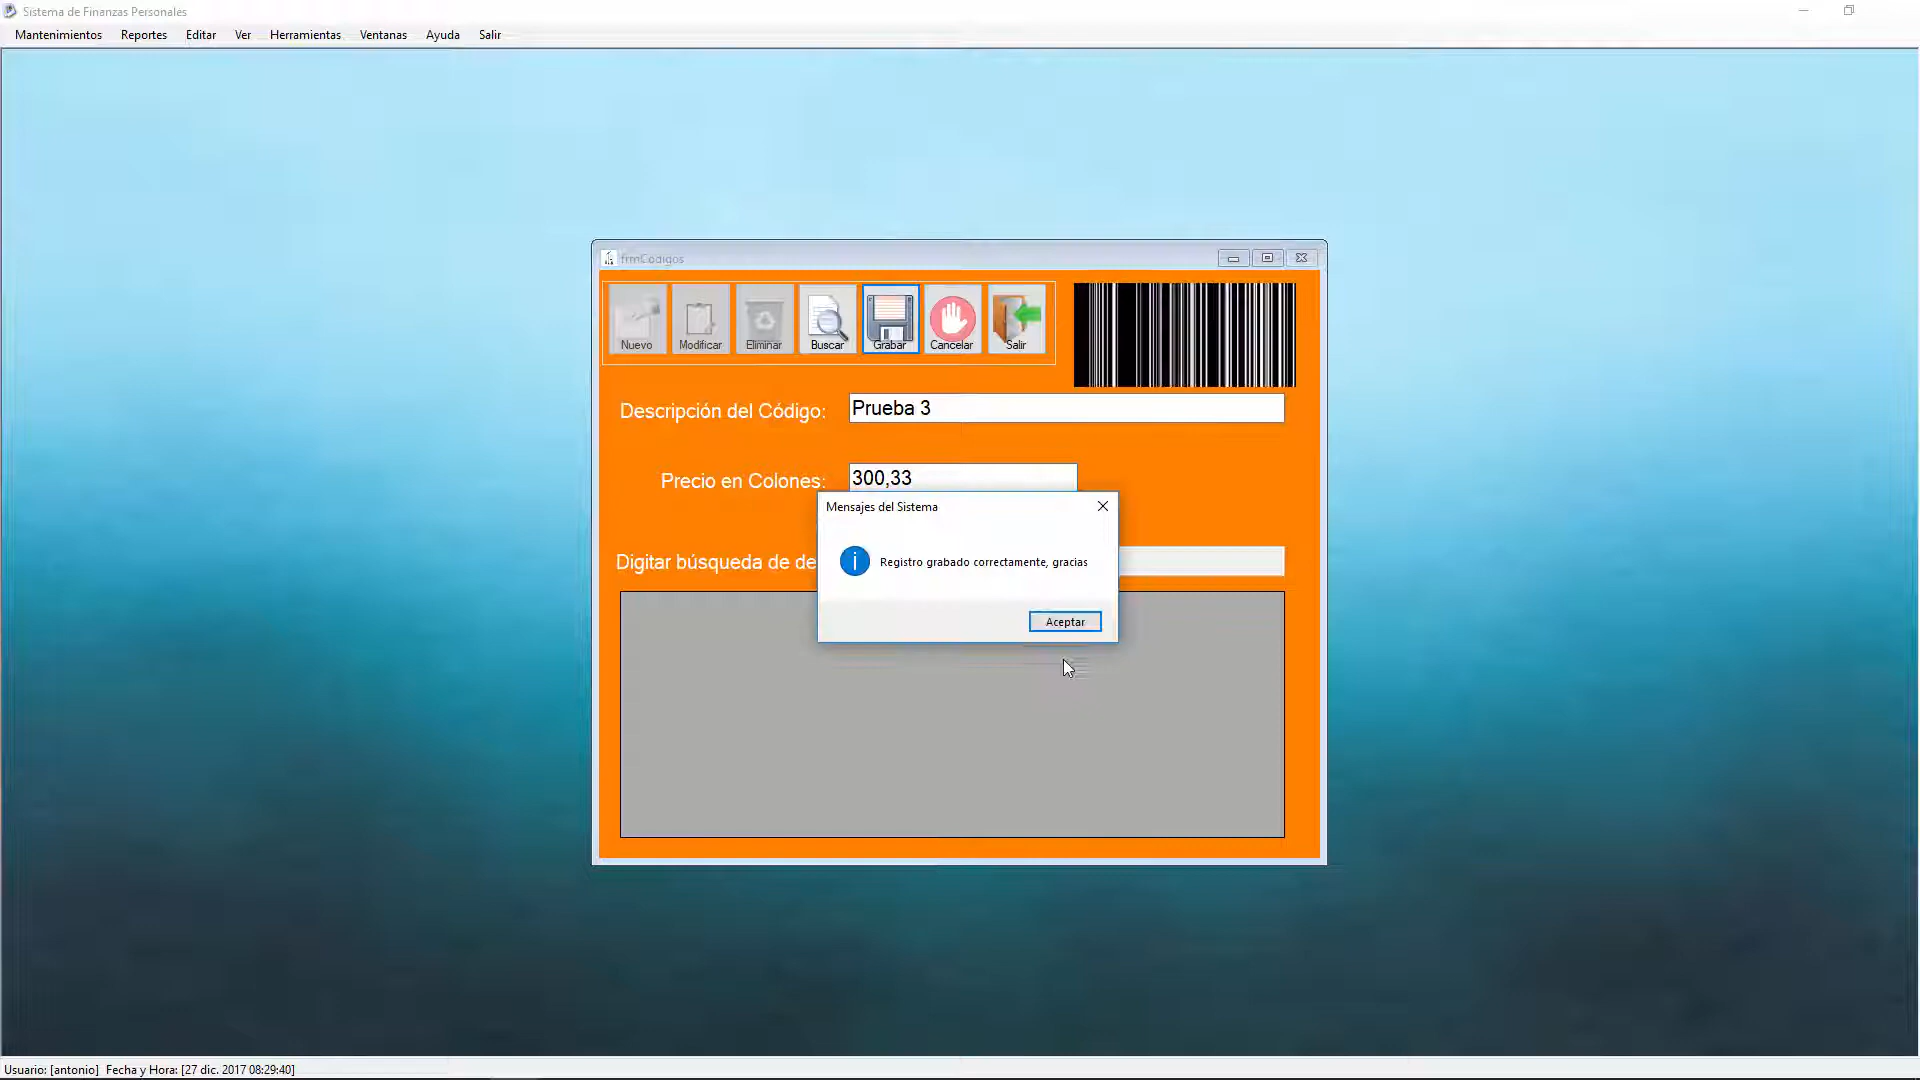 Sistema de Finanzas Personales
Mantenimientos Reportes Editar Ver Herramientas Ventanas Ayuda Salir
frmCodigos
Nuevo Modificar Eliminar Buscar Grabar Cancelar Salir
Descripción del Código: Prueba 3
Precio en Colones: 300,33
Mensajes del Sistema
Digitar búsqueda de de
Registro grabado correctamente, gracias
Aceptar
Usuario: [antonio] Fecha y Hora: [27 dic. 2017 08:29:40]